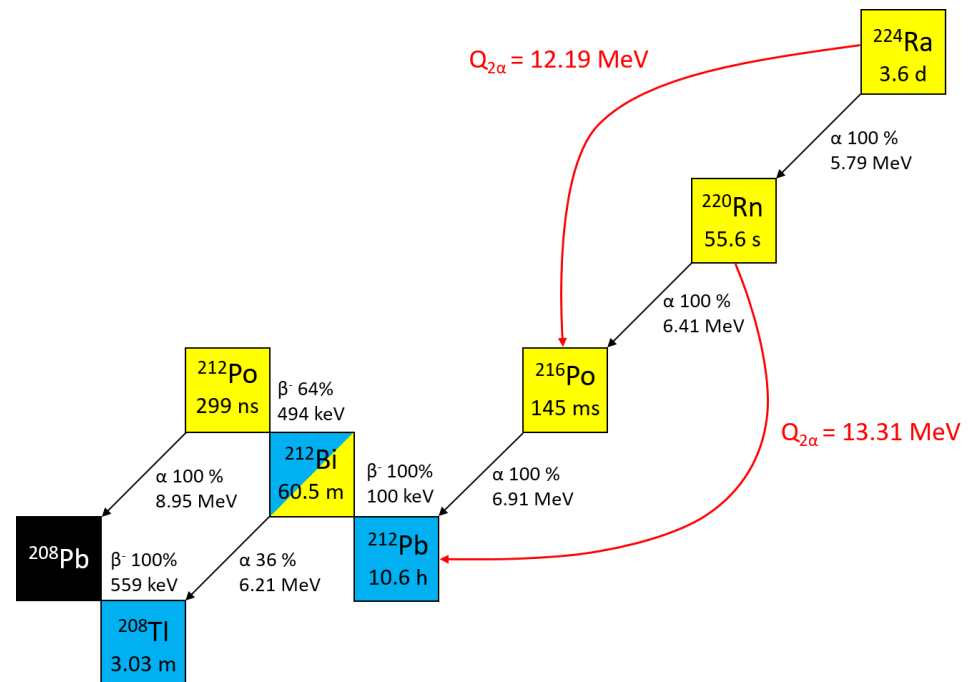 ²²⁴Ra
3.6 d
Q₂α = 12.19 MeV
α 100 %
5.79 MeV
²²⁰Rn
55.6 s
α 100 %
6.41 MeV
²¹⁶Po
145 ms
Q₂α = 13.31 MeV
α 100 %
6.91 MeV
²¹²Po
299 ns
β⁻ 64%
494 keV
²¹²Bi
60.5 m
β⁻ 100%
100 keV
²¹²Pb
10.6 h
α 100 %
8.95 MeV
α 36 %
6.21 MeV
²⁰⁸Pb
β⁻ 100%
559 keV
²⁰⁸Tl
3.03 m